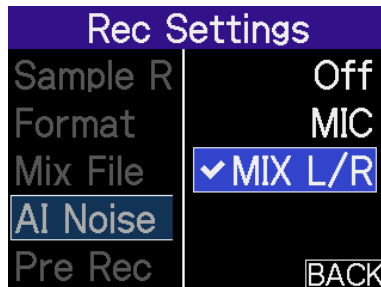 Rec Settings
Sample R
Off
Format
MIC
Mix File
MIX L/R
AI Noise
Pre Rec
BACK